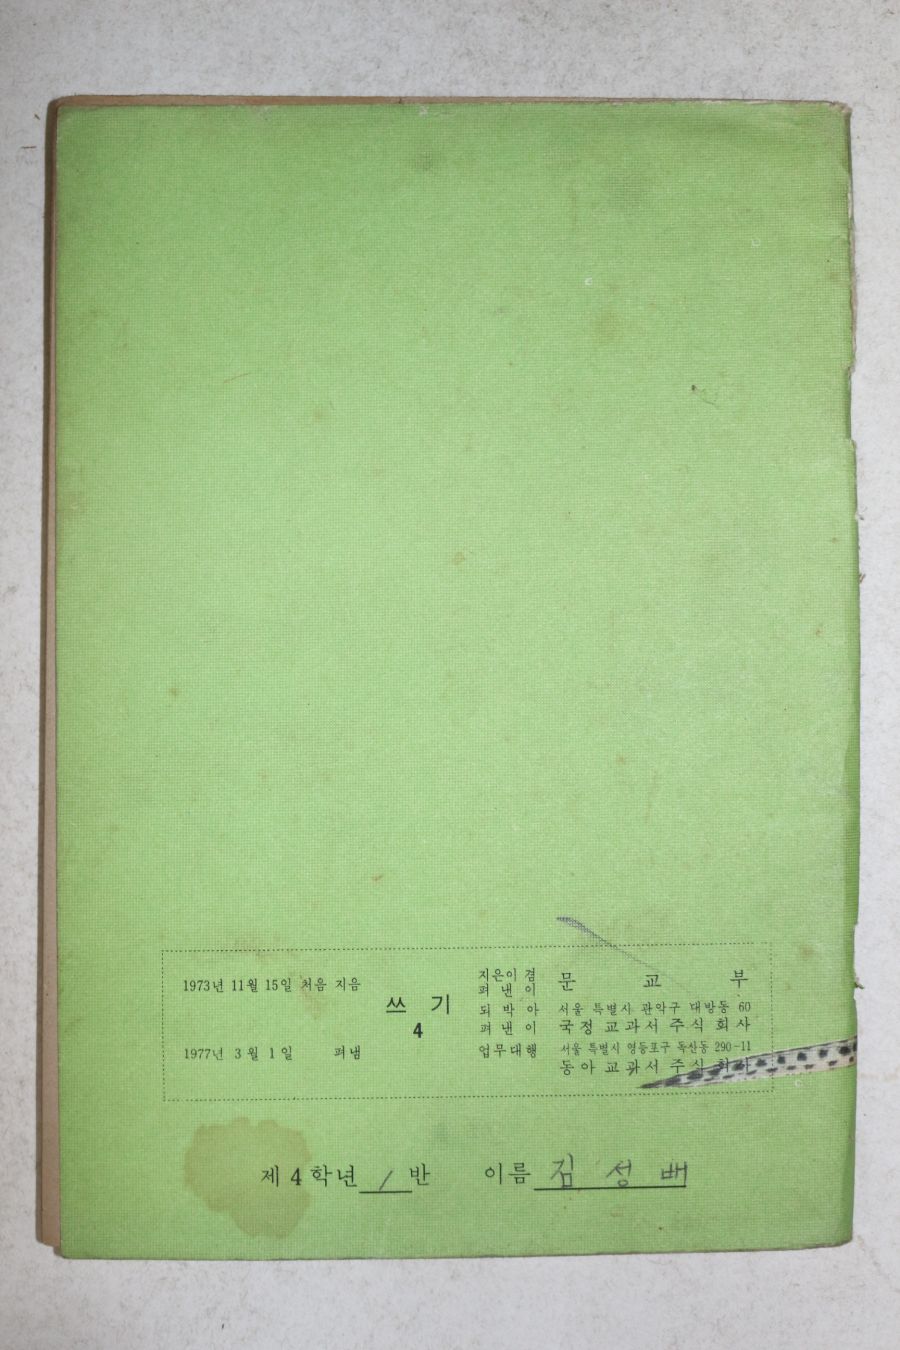 1973년 11월 15일 처음 지음
1977년 3월 1일 펴냄
쓰 기
4
지은이 겸
펴 낸 이
문 교 부
되 박 아
펴 낸 이
서울 특별시 관악구 대방동 60
국정 교과서 주식 회사
업무대행
서울 특별시 영등포구 독산동 290-11
동아 교과서 주식 회사
제 4 학년 1 반 이름 김 성 배